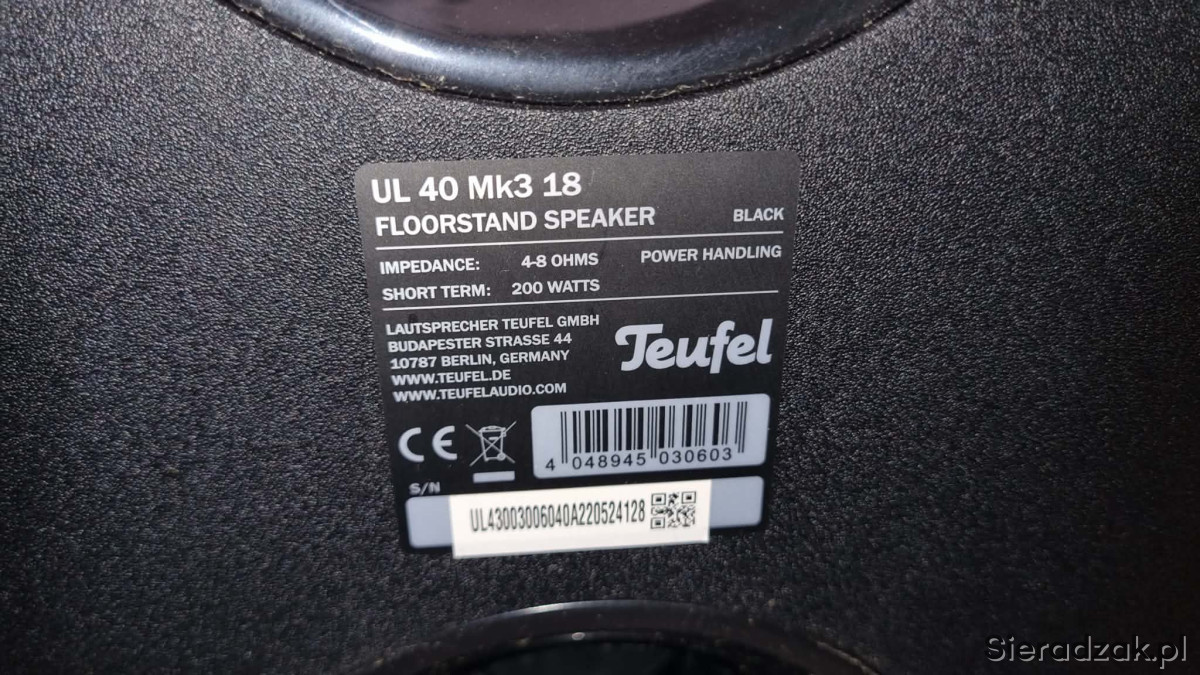 UL 40 Mk3 18
FLOORSTAND SPEAKER BLACK
IMPEDANCE: 4-8 OHMS POWER HANDLING
SHORT TERM: 200 WATTS
LAUTSPRECHER TEUFEL GMBH
BUDAPESTER STRASSE 44
10787 BERLIN, GERMANY
WWW.TEUFEL.DE
WWW.TEUFELAUDIO.COM
Teufel
CE
4 048945 030603
S/N
UL43003006040A220524128
Sieradzak.pl